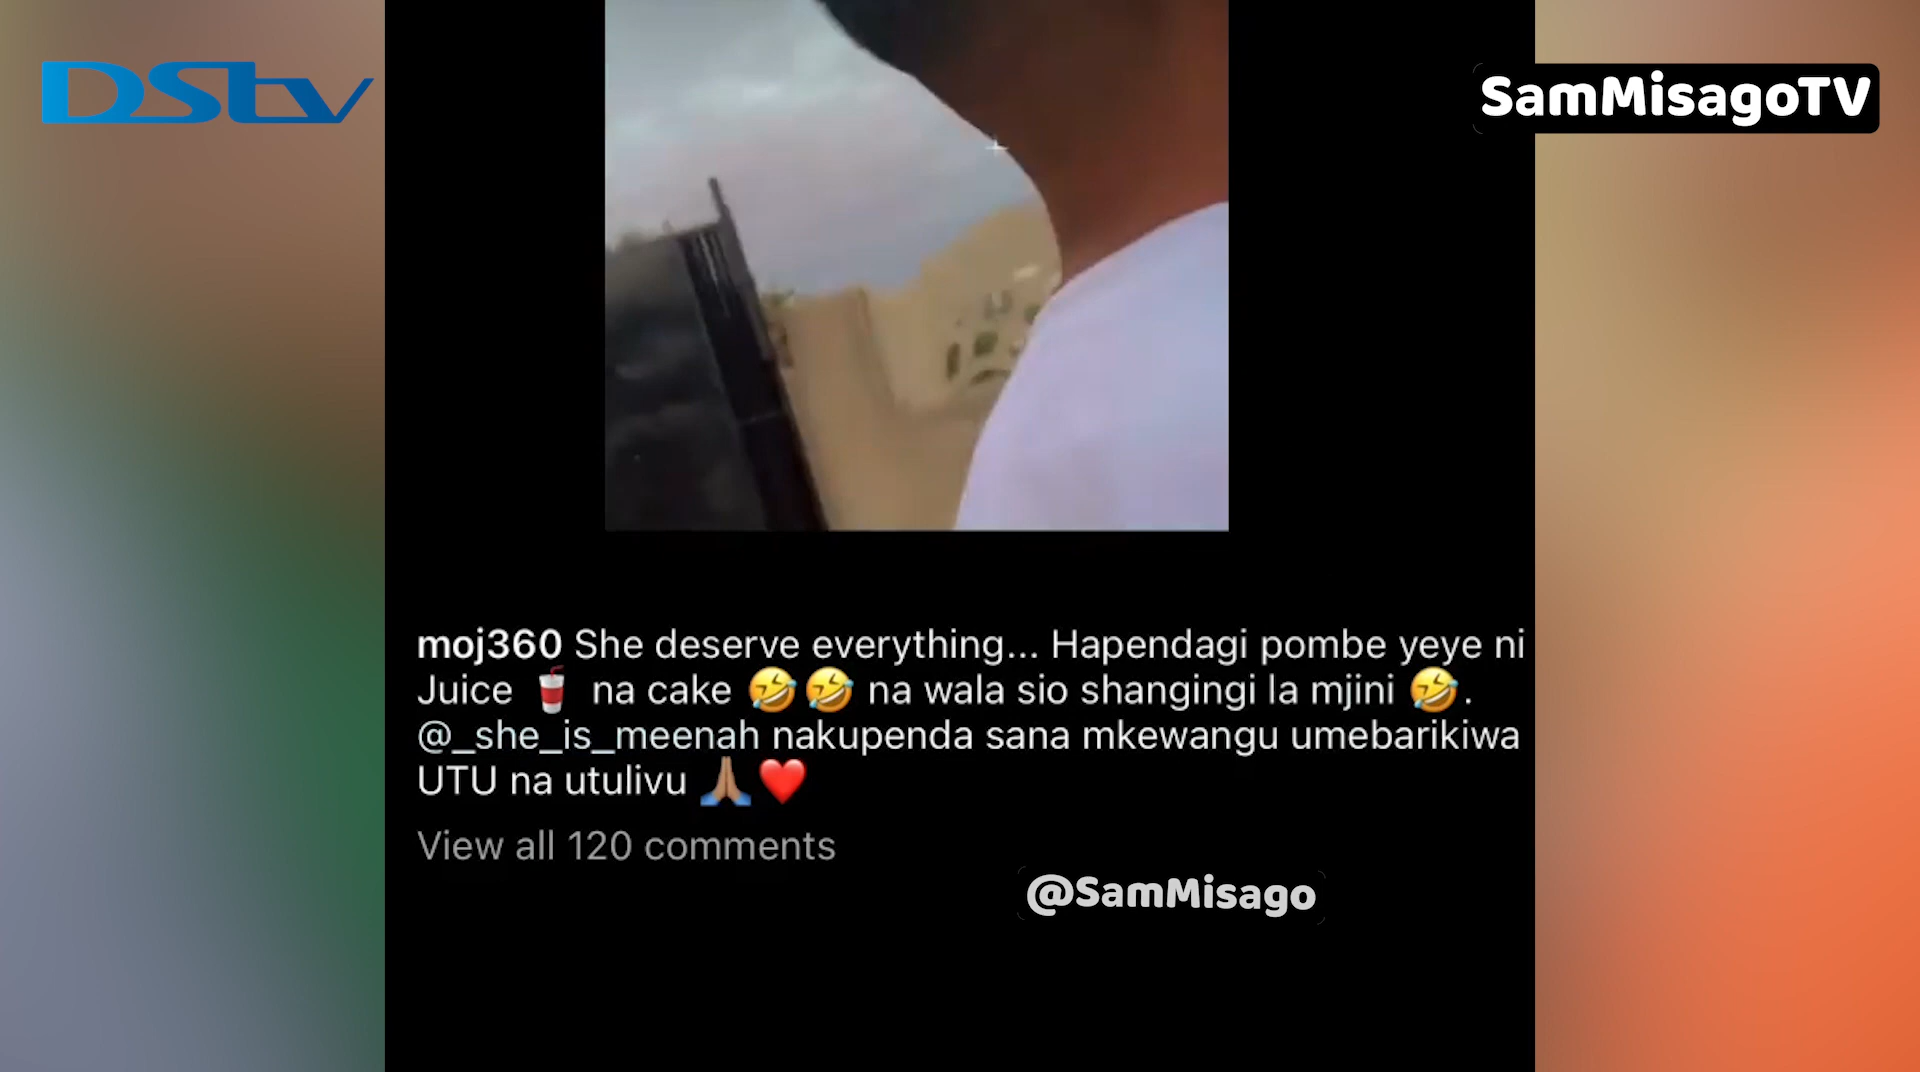 DStv
SamMisagoTV
moj360 She deserve everything... Hapendagi pombe yeye ni
Juice 🥤 na cake 🤣🤣 na wala sio shangingi la mjini 🤣.
@_she_is_meenah nakupenda sana mkewangu umebarikiwa
UTU na utulivu 🙏🏽❤️
View all 120 comments
@SamMisago